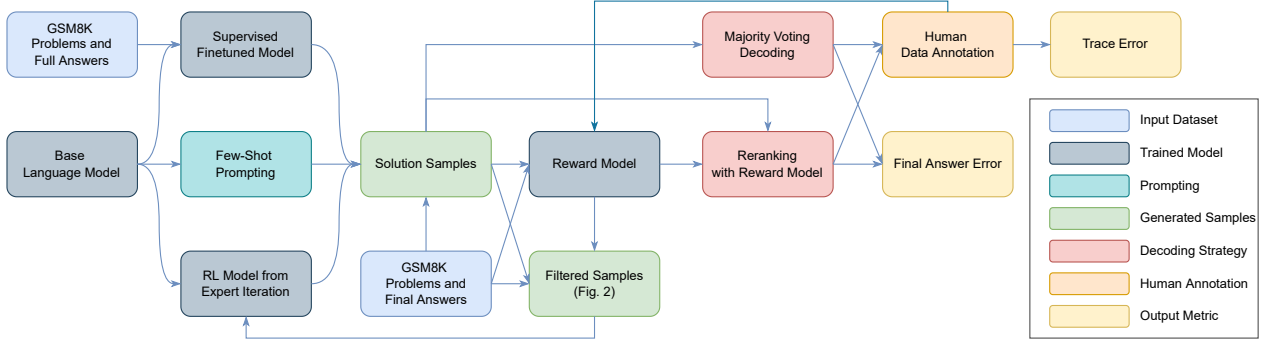 GSM8K
Problems and
Full Answers
Supervised
Finetuned Model
Majority Voting
Decoding
Human
Data Annotation
Trace Error
Base
Language Model
Few-Shot
Prompting
Solution Samples
Reward Model
Reranking
with Reward Model
Final Answer Error
RL Model from
Expert Iteration
GSM8K
Problems and
Final Answers
Filtered Samples
(Fig. 2)
Input Dataset
Trained Model
Prompting
Generated Samples
Decoding Strategy
Human Annotation
Output Metric